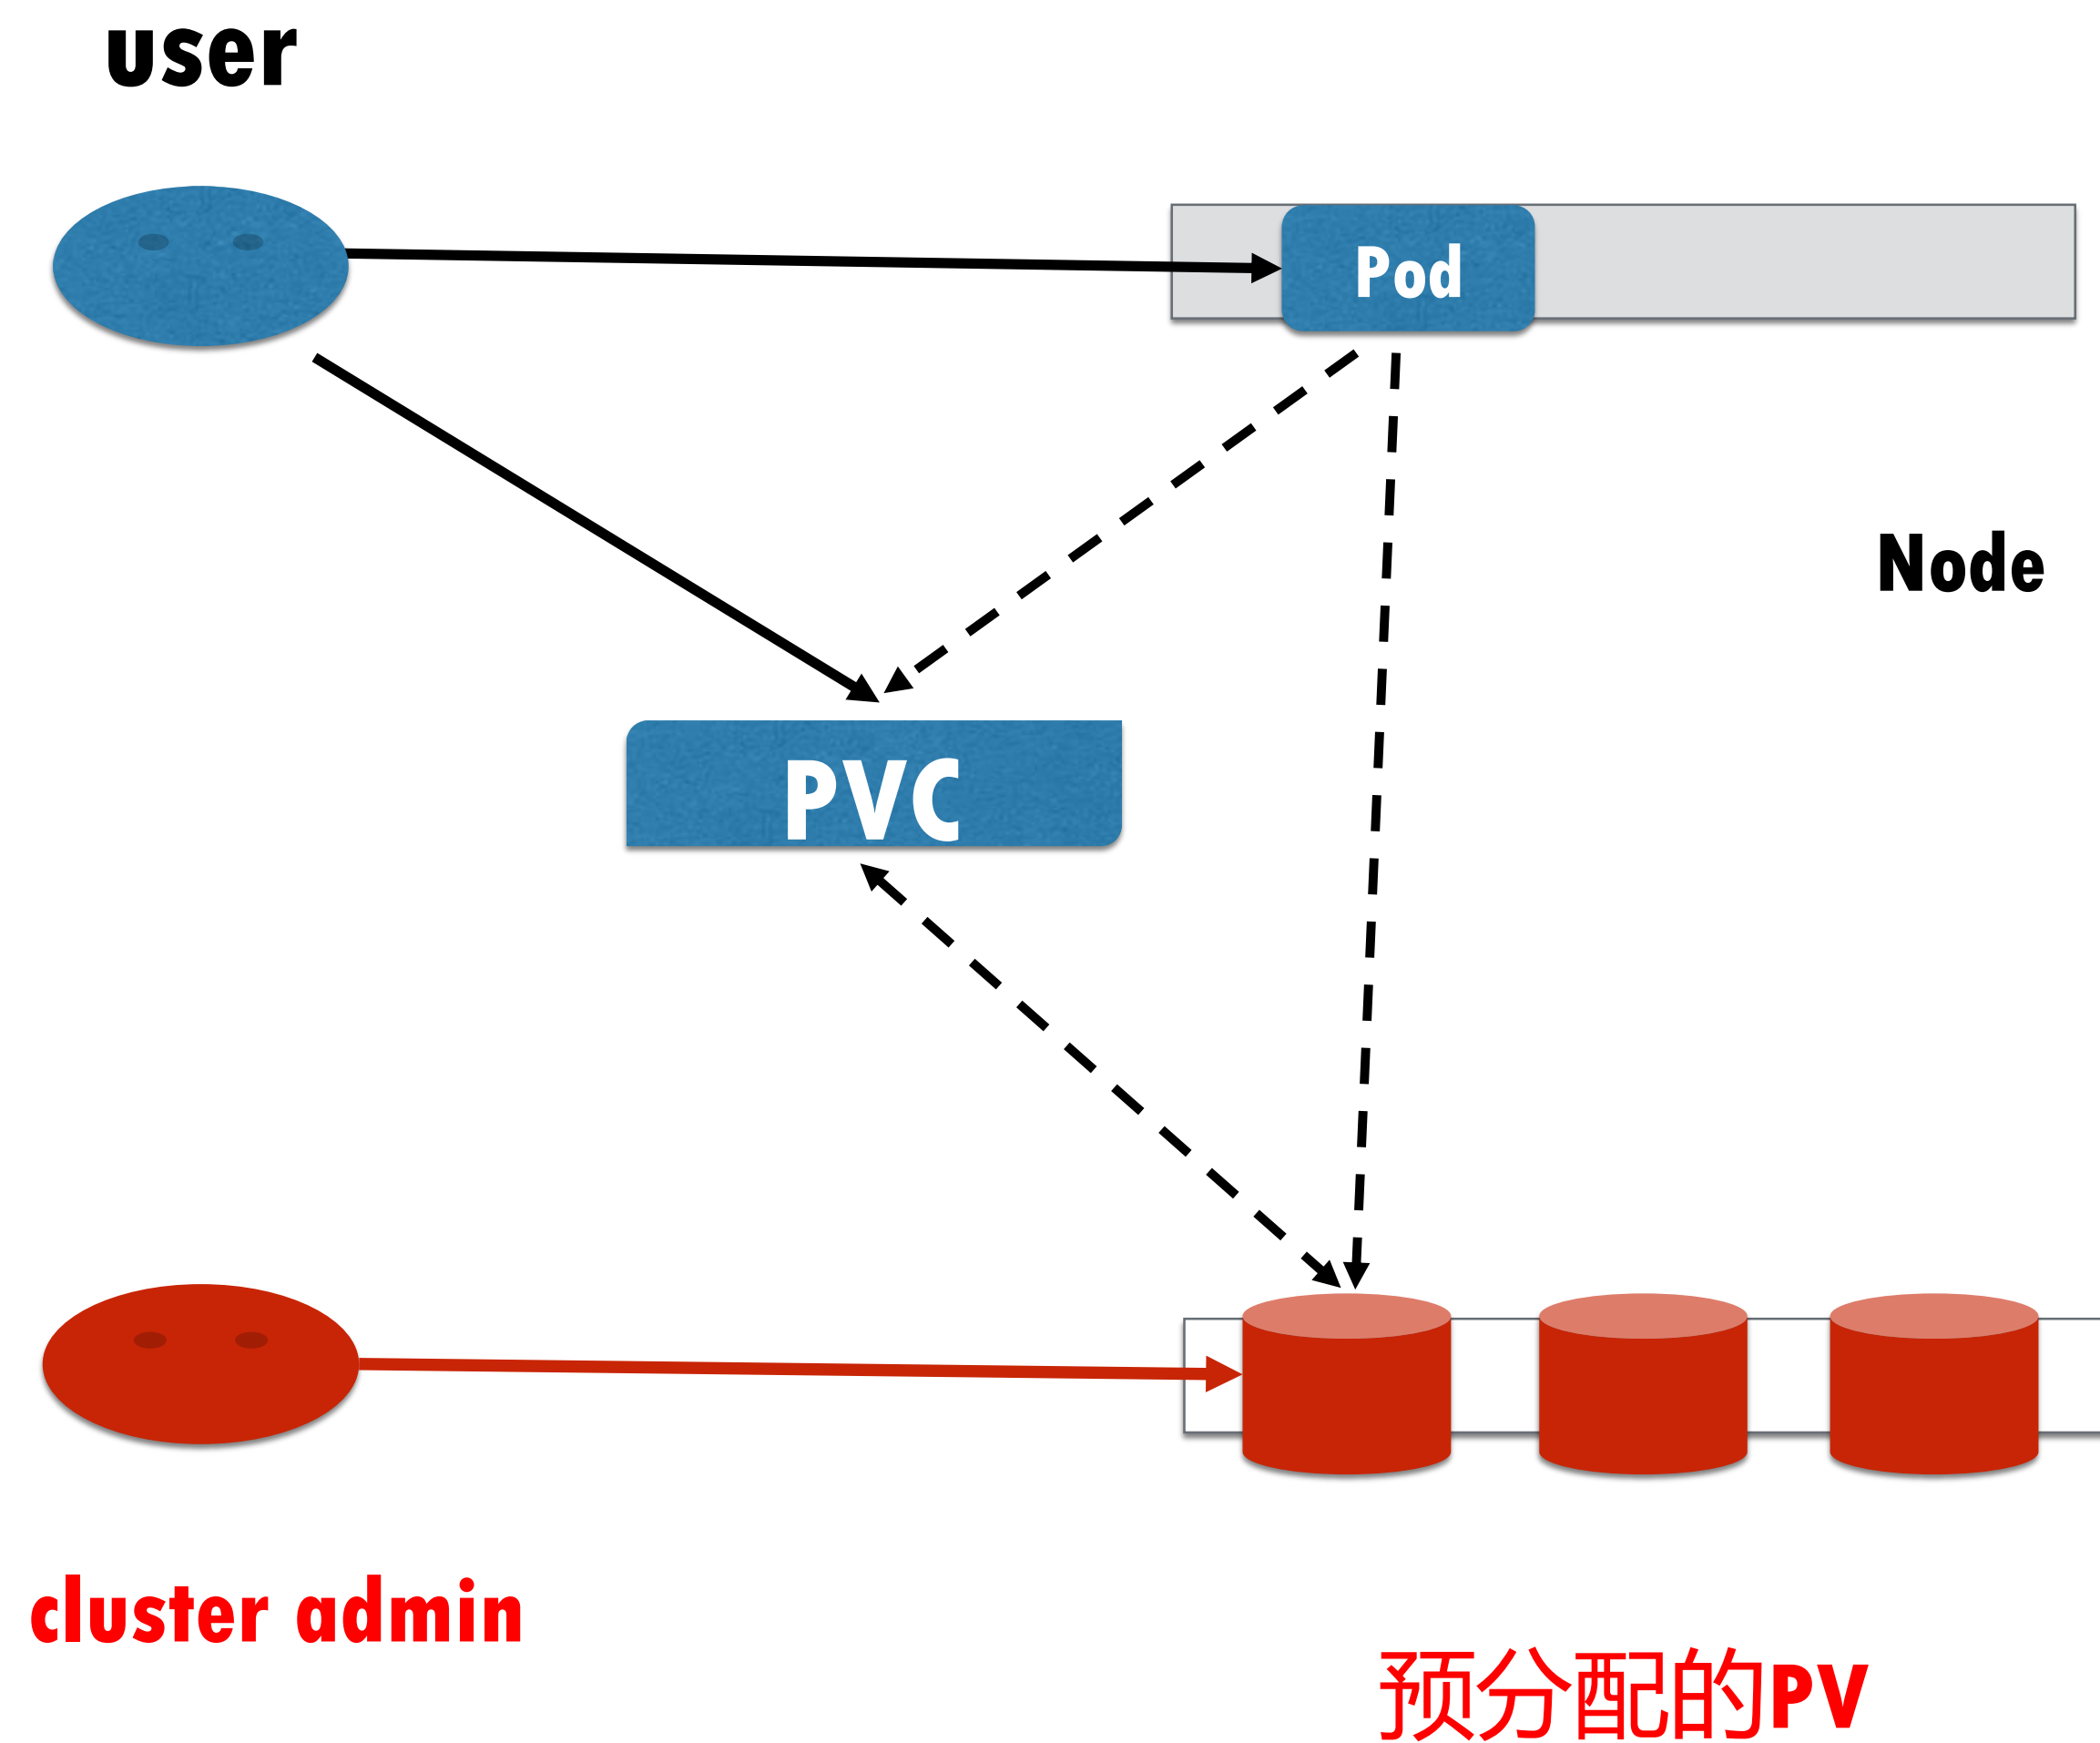 user
Pod
Node
PVC
cluster admin
预分配的PV